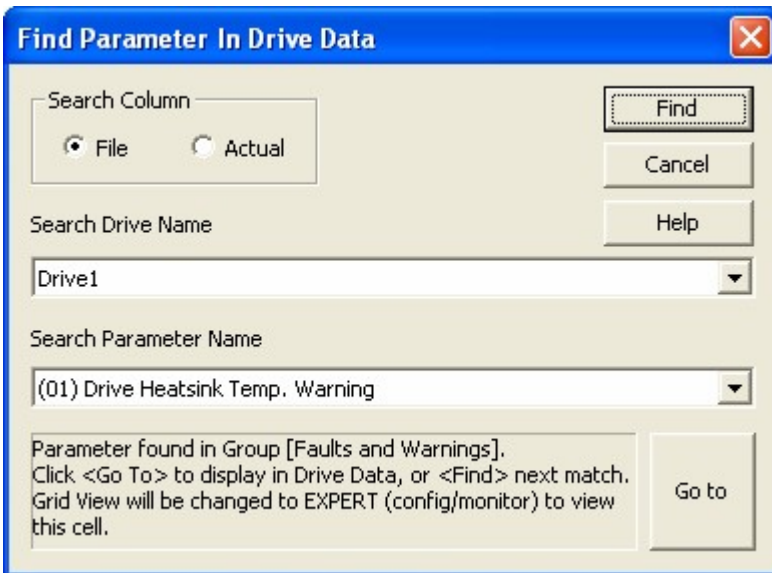 Find Parameter In Drive Data
Search Column
File
Actual
Find
Cancel
Help
Search Drive Name
Drive1
Search Parameter Name
(01) Drive Heatsink Temp. Warning
Parameter found in Group [Faults and Warnings].
Click <Go To> to display in Drive Data, or <Find> next match.
Grid View will be changed to EXPERT (config/monitor) to view
this cell.
Go to